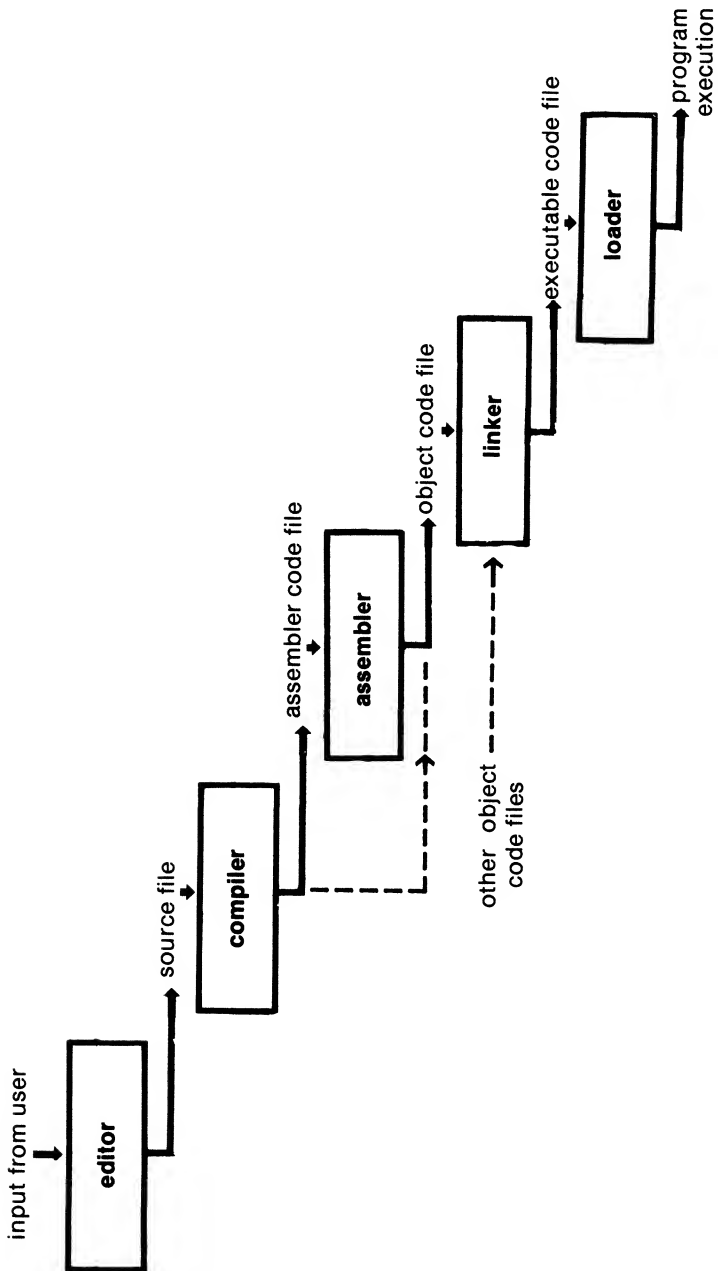 input from user
editor
source file
compiler
assembler code file
assembler
object code file
other object
code files
linker
executable code file
loader
program
execution